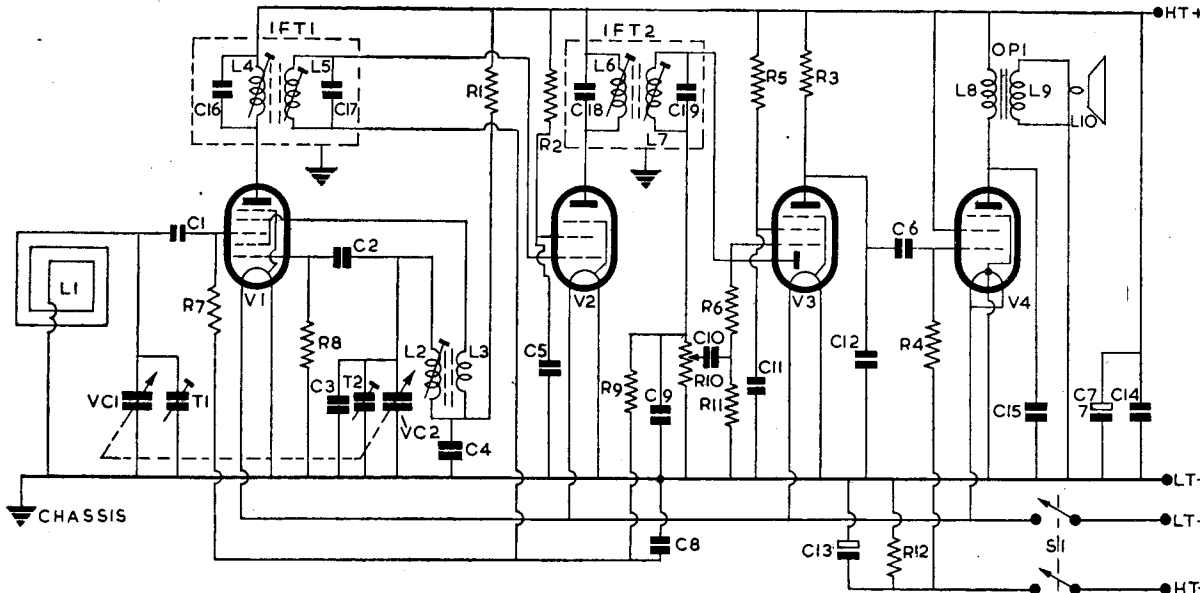 IFT1
IFT2
HT+
OP1
L4
L5
L6
R5
R3
C16
C17
R1
C18
C19
L8
L9
L10
R2
L7
C1
C2
C6
L1
V1
V2
V3
V4
R7
R8
R6
L2
L3
C5
C10
C12
R4
C3
T2
R9
C9
R10
C11
R11
VC1
T1
VC2
C4
C15
C7
7
C14
LT-
CHASSIS
LT-
C8
C13
R12
S1
HT-